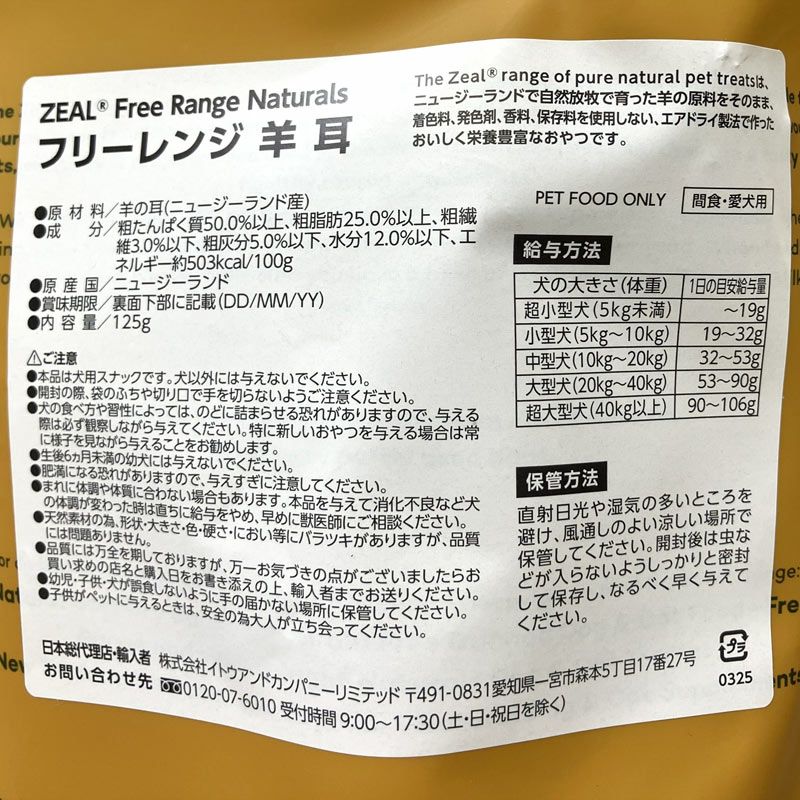 ZEAL® Free Range Naturals
フリーレンジ 羊 耳
The Zeal® range of pure natural pet treatsは、
ニュージーランドで自然放牧で育った羊の原料をそのまま、
着色料、発色剤、香料、保存料を使用しない、エアドライ製法で作った
おいしく栄養豊富なおやつです。
●原 材 料／羊の耳(ニュージーランド産)
●成 分／粗たんぱく質50.0%以上、粗脂肪25.0%以上、粗繊
維3.0%以下、粗灰分5.0%以下、水分12.0%以下、エ
ネルギー約503kcal/100g
●原 産 国／ニュージーランド
●賞味期限／裏面下部に記載(DD/MM/YY)
●内 容 量／125g
PET FOOD ONLY 間食・愛犬用
給与方法
犬の大きさ(体重) 1日の目安給与量
超小型犬(5kg未満) ～19g
小型犬(5kg～10kg) 19～32g
中型犬(10kg～20kg) 32～53g
大型犬(20kg～40kg) 53～90g
超大型犬(40kg以上) 90～106g
⚠ご注意
●本品は犬用スナックです。犬以外には与えないでください。
●開封の際、袋のふちや切り口で手を切らないようご注意ください。
●犬の食べ方や習性によっては、のどに詰まらせる恐れがありますので、与える
際は必ず観察しながら与えてください。特に新しいおやつを与える場合は常
に様子を見ながら与えることをお勧めします。
●生後6ヵ月未満の幼犬には与えないでください。
●肥満になる恐れがありますので、与えすぎに注意してください。
●まれに体調や体質に合わない場合もあります。本品を与えて消化不良など犬
の体調が変わった時は直ちに給与をやめ、早めに獣医師にご相談ください。
●天然素材の為、形状・大きさ・色・硬さ・におい等にバラツキがありますが、品質
には問題ありません。
●品質には万全を期しておりますが、万一お気づきの点がございましたらお
買い求めの店名と購入日をお書き添えの上、輸入者までお送りください。
●幼児・子供・犬が誤食しないように手の届かない場所に保管してください。
●子供がペットに与えるときは、安全の為大人が立ち会ってください。
保管方法
直射日光や湿気の多いところを
避け、風通しのよい涼しい場所で
保管してください。開封後は虫な
どが入らないようしっかりと密封
して保存し、なるべく早く与えて
ください。
日本総代理店・輸入者 株式会社イトウアンドカンパニーリミテッド 〒491-0831愛知県一宮市森本5丁目17番27号
お問い合わせ先 0120-07-6010 受付時間 9:00～17:30(土・日・祝日を除く)
プラ
0325